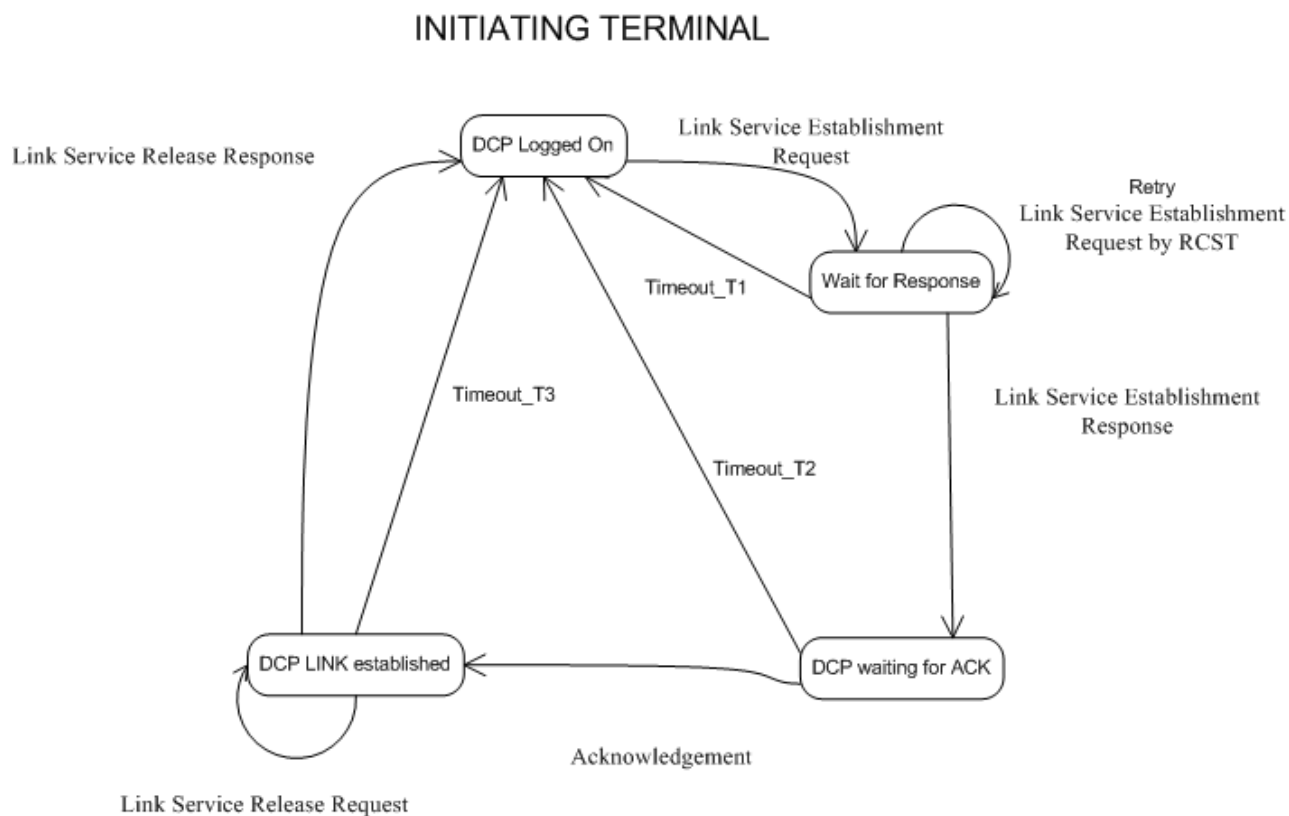 INITIATING TERMINAL
DCP Logged On
Link Service Establishment
Request
Link Service Release Response
Retry
Link Service Establishment
Request by RCST
Wait for Response
Timeout_T1
Timeout_T3
Link Service Establishment
Response
Timeout_T2
DCP LINK established
DCP waiting for ACK
Acknowledgement
Link Service Release Request